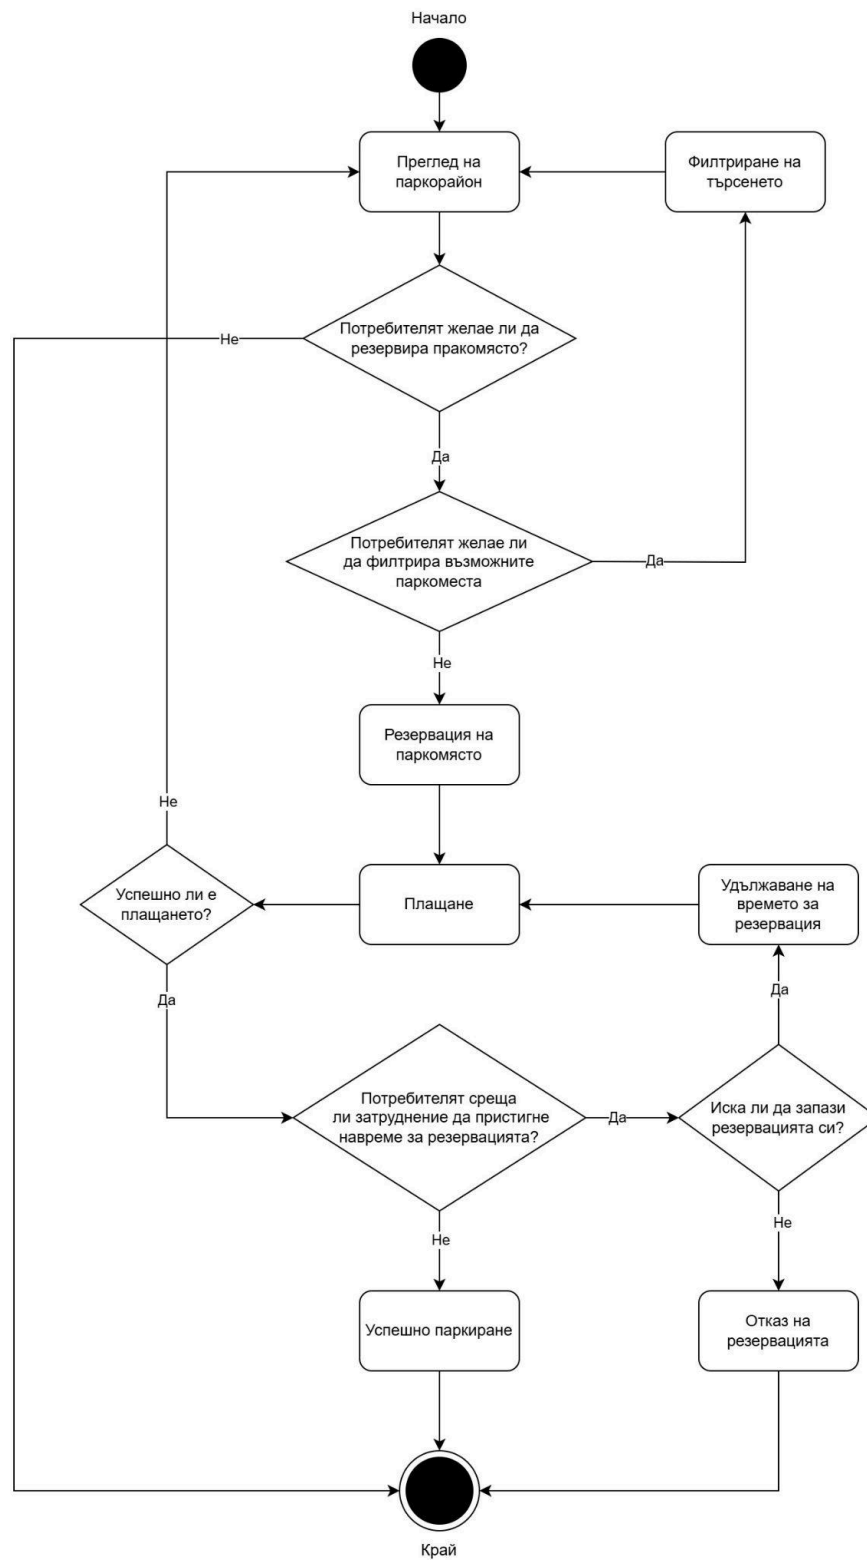 Начало
Преглед на
паркорайон
Филтриране на
търсенето
Потребителят желае ли да
резервира пракомясто?
Не
Да
Потребителят желае ли
да филтрира възможните
паркоместа
Да
Не
Резервация на
паркомясто
Не
Успешно ли е
плащането?
Плащане
Удължаване на
времето за
резервация
Да
Да
Потребителят среща
ли затруднение да пристигне
навреме за резервацията?
Да
Иска ли да запази
резервацията си?
Не
Не
Успешно паркиране
Отказ на
резервацията
Край